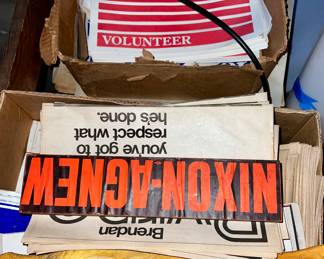 VOLUNTEER
NIXON-AGNEW
Brendan
you've got to
respect what
he's done.